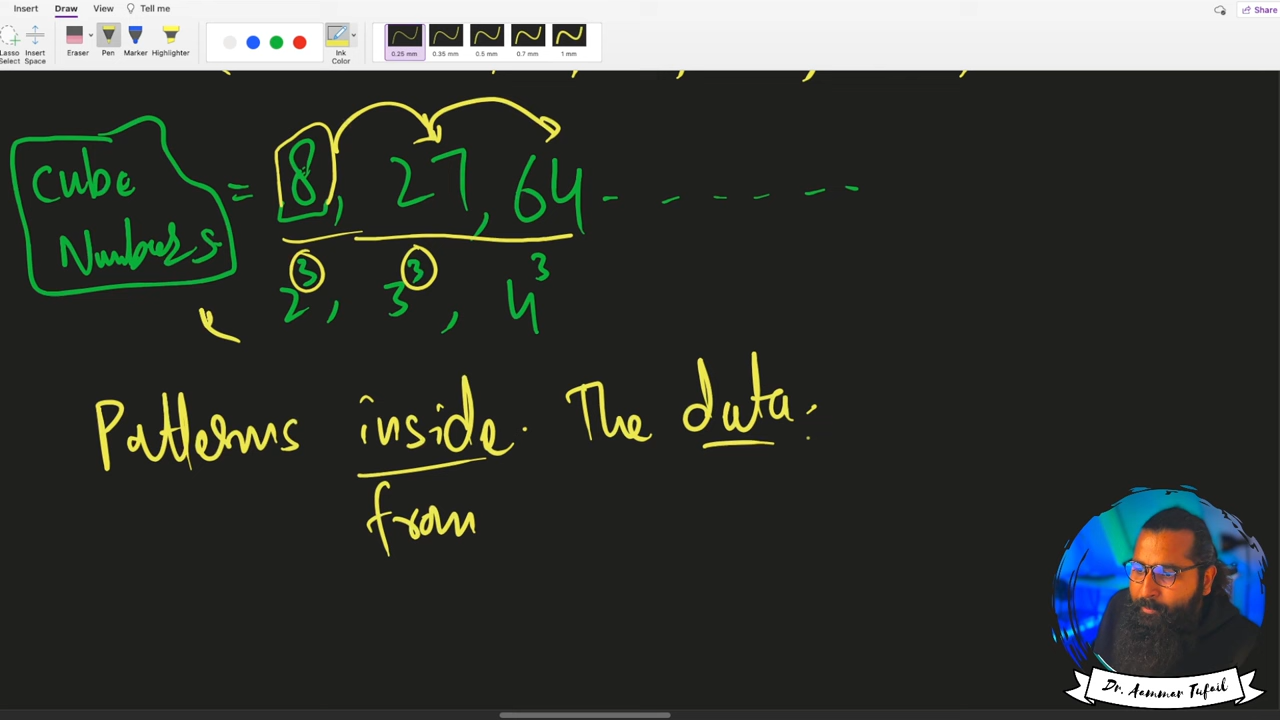 Insert Draw View Tell me
Share
Lasso Select
Insert Space
Eraser
Pen
Marker
Highlighter
Ink Color
0.25 mm
0.35 mm
0.5 mm
0.7 mm
1 mm
Cube Numbers = 8, 27, 64 - - - - - -
2³, 3³, 4³
Patterns inside. The data:
from
Dr. Aammar Tufail